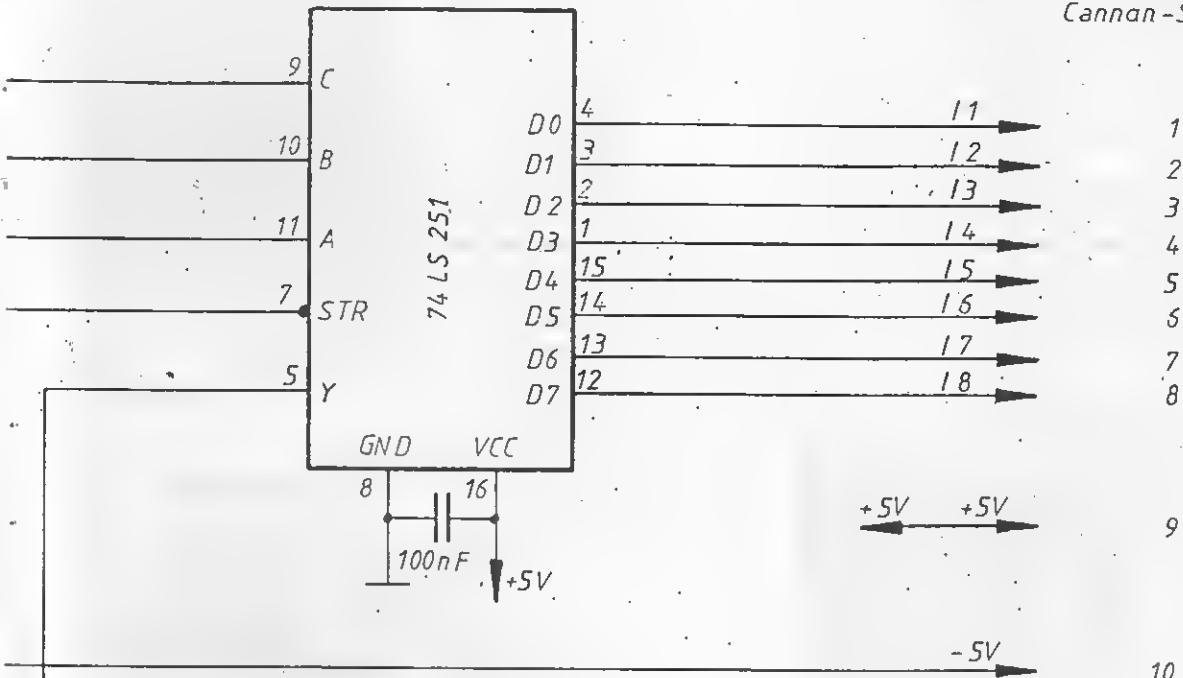 Cannan-S
9 C
10 B
11 A
7 STR
5 Y
74 LS 251
D0 4 I1 1
D1 3 I2 2
D2 2 I3 3
D3 1 I4 4
D4 15 I5 5
D5 14 I6 6
D6 13 I7 7
D7 12 I8 8
GND VCC
8 16
100nF
+5V
+5V +5V 9
-5V 10